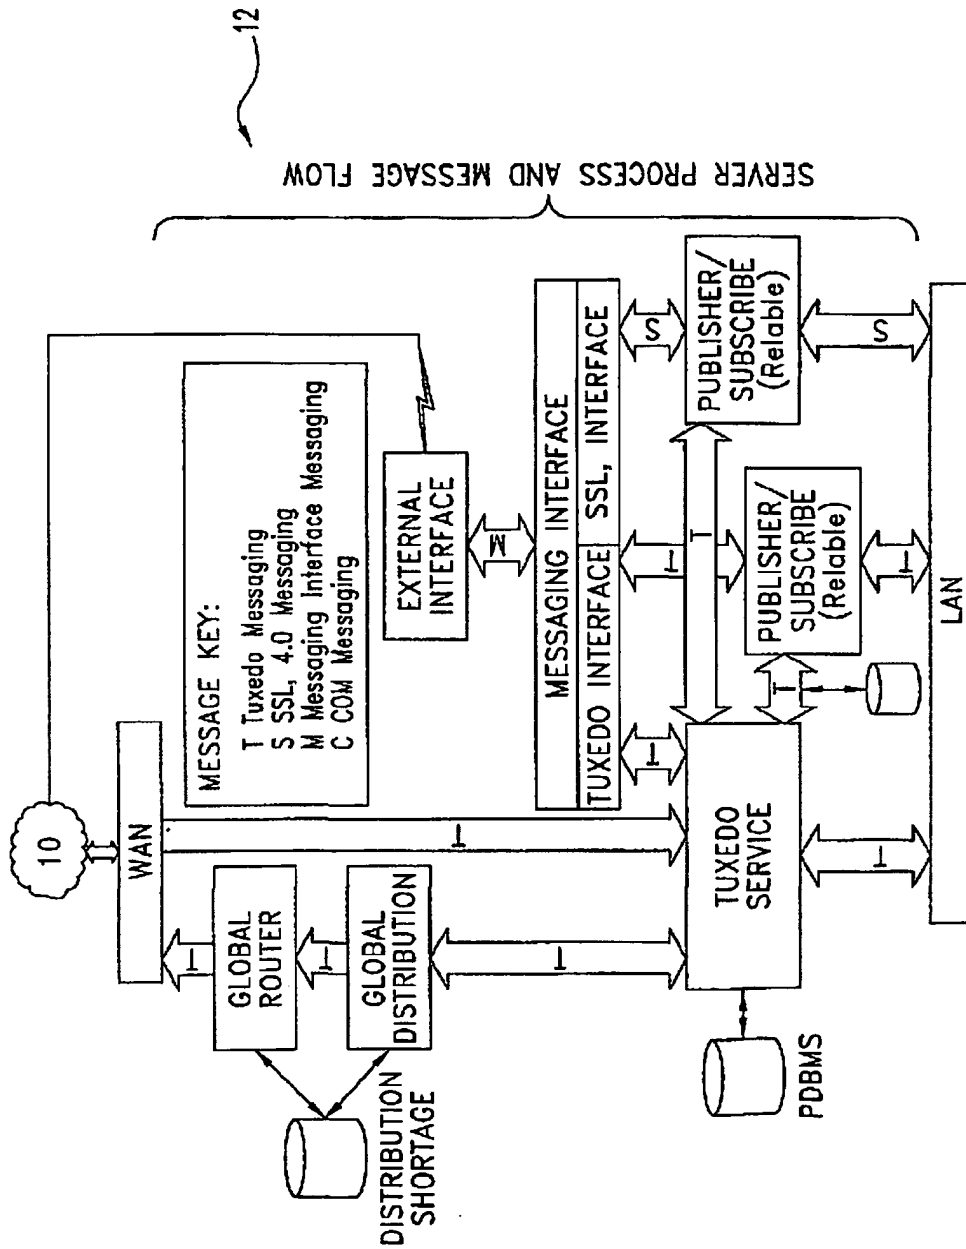 12
SERVER PROCESS AND MESSAGE FLOW
10
WAN
MESSAGE KEY:
T Tuxedo Messaging
S SSL, 4.0 Messaging
M Messaging Interface Messaging
C COM Messaging
EXTERNAL
INTERFACE
M
MESSAGING INTERFACE
TUXEDO INTERFACE
SSL, INTERFACE
GLOBAL
ROUTER
GLOBAL
DISTRIBUTION
DISTRIBUTION
SHORTAGE
T
T
T
T
T
T
S
T
T
TUXEDO
SERVICE
PDBMS
PUBLISHER/
SUBSCRIBE
(Relable)
PUBLISHER/
SUBSCRIBE
(Relable)
T
T
S
LAN